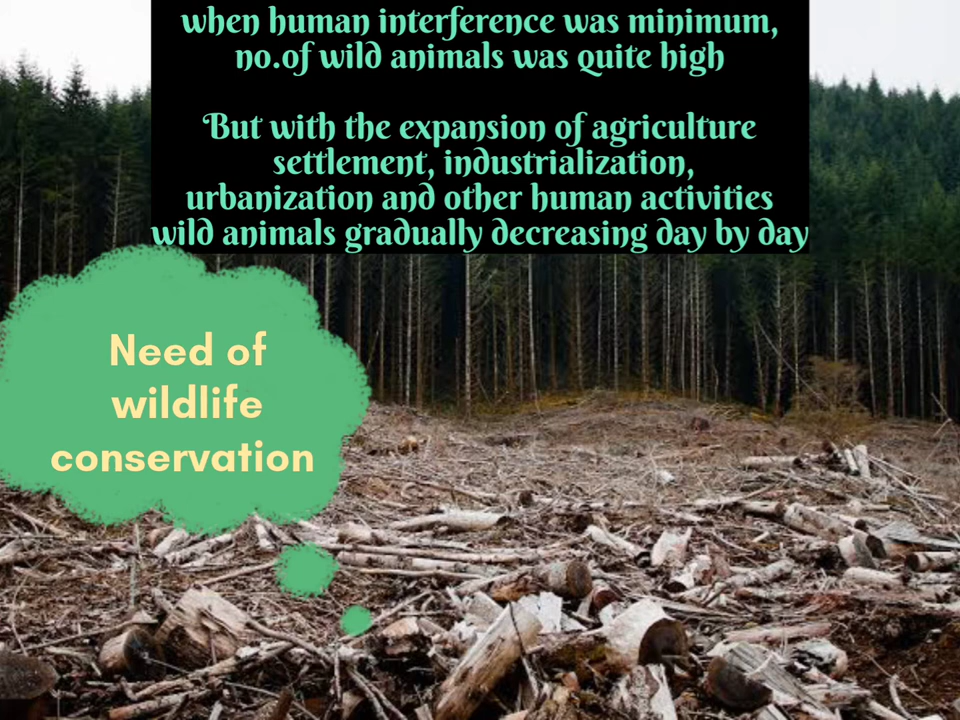 when human interference was minimum,
no.of wild animals was quite high
But with the expansion of agriculture
settlement, industrialization,
urbanization and other human activities
wild animals gradually decreasing day by day
Need of
wildlife
conservation